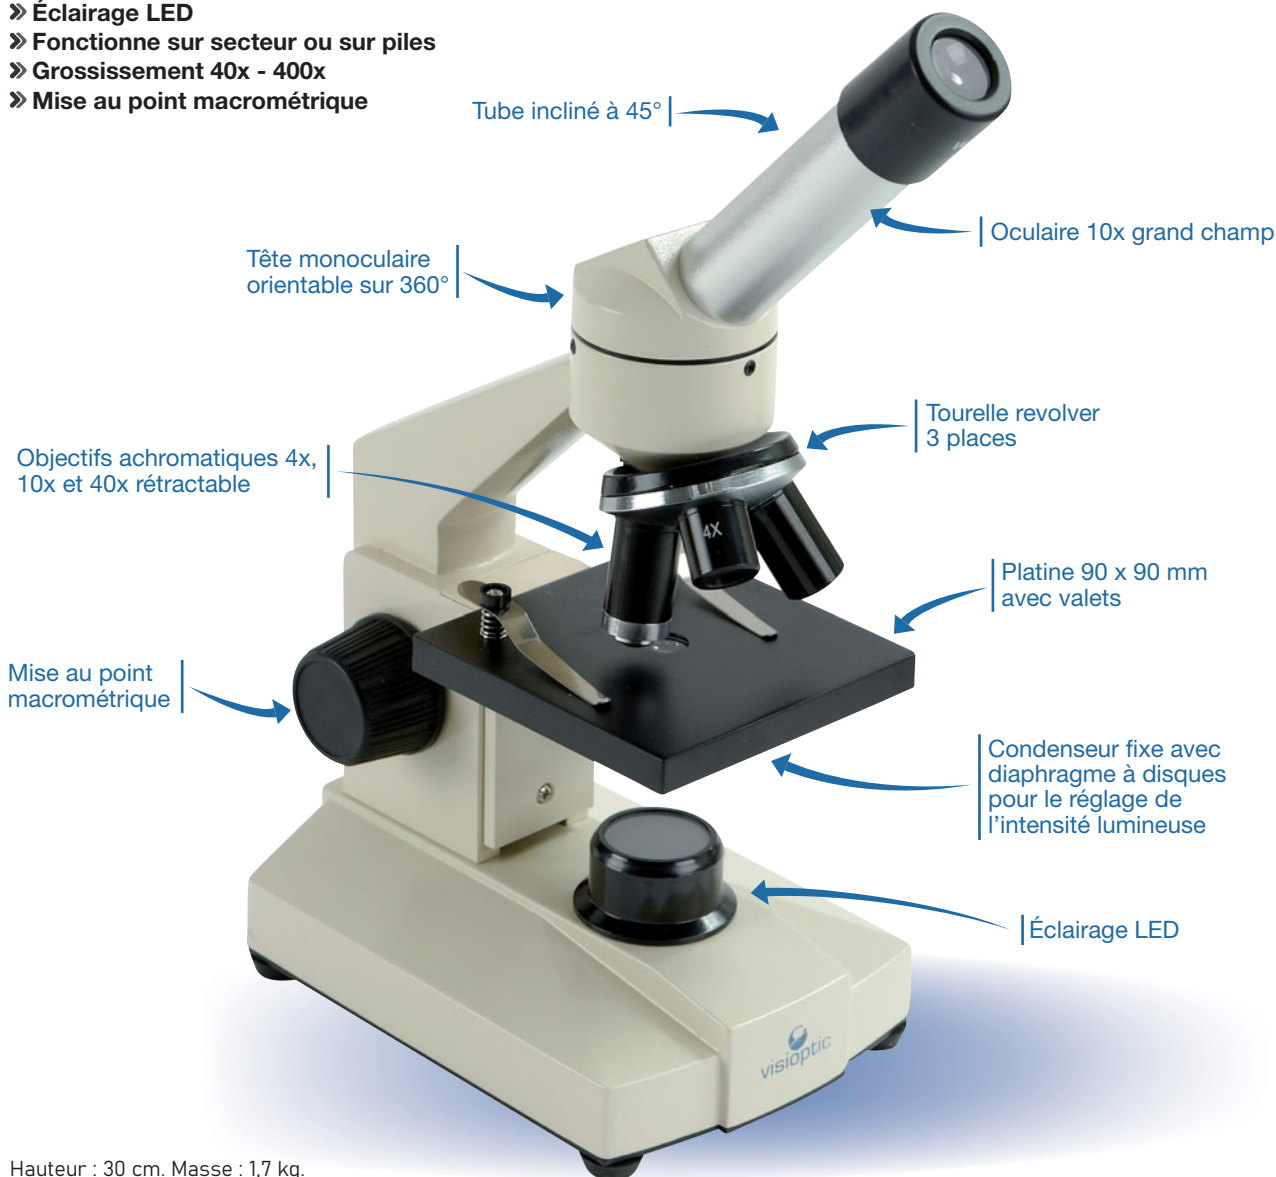 Éclairage LED
Fonctionne sur secteur ou sur piles
Grossissement 40x - 400x
Mise au point macrométrique
Tube incliné à 45°
Oculaire 10x grand champ
Tête monoculaire
orientable sur 360°
Tourelle revolver
3 places
Objectifs achromatiques 4x,
10x et 40x rétractable
4X
Platine 90 x 90 mm
avec valets
Mise au point
macrométrique
Condenseur fixe avec
diaphragme à disques
pour le réglage de
l'intensité lumineuse
Éclairage LED
visioptic
Hauteur : 30 cm. Masse : 1,7 kg.